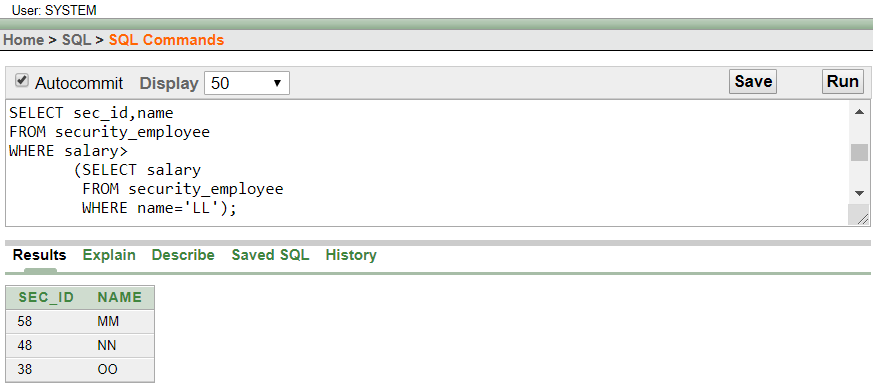 User: SYSTEM
Home > SQL > SQL Commands
Autocommit Display 50 Save Run
SELECT sec_id,name
FROM security_employee
WHERE salary>
(SELECT salary
FROM security_employee
WHERE name='LL');
Results Explain Describe Saved SQL History
SEC_ID NAME
58 MM
48 NN
38 OO